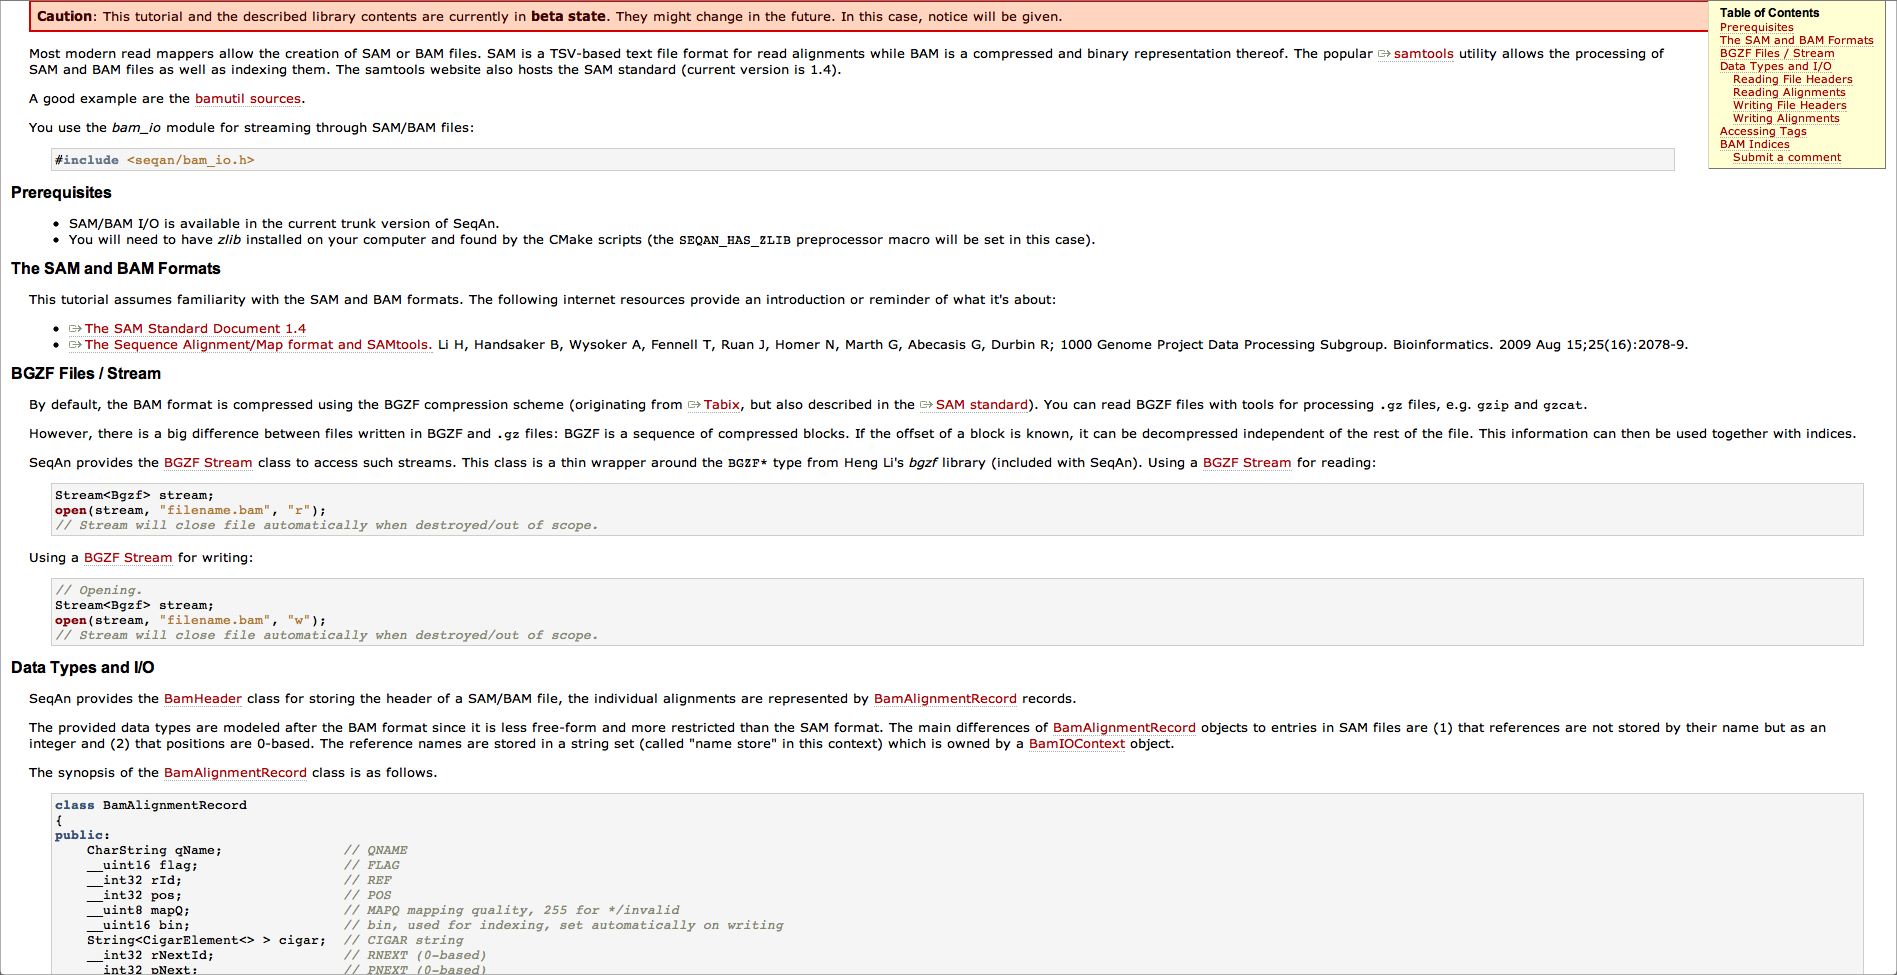 Caution: This tutorial and the described library contents are currently in beta state. They might change in the future. In this case, notice will be given.
Table of Contents
Prerequisites
The SAM and BAM Formats
BGZF Files / Stream
Data Types and I/O
Reading File Headers
Reading Alignments
Writing File Headers
Writing Alignments
Accessing Tags
BAM Indices
Submit a comment
Most modern read mappers allow the creation of SAM or BAM files. SAM is a TSV-based text file format for read alignments while BAM is a compressed and binary representation thereof. The popular samtools utility allows the processing of
SAM and BAM files as well as indexing them. The samtools website also hosts the SAM standard (current version is 1.4).
A good example are the bamutil sources.
You use the bam_io module for streaming through SAM/BAM files:
#include <seqan/bam_io.h>
Prerequisites
SAM/BAM I/O is available in the current trunk version of SeqAn.
You will need to have zlib installed on your computer and found by the CMake scripts (the SEQAN_HAS_ZLIB preprocessor macro will be set in this case).
The SAM and BAM Formats
This tutorial assumes familiarity with the SAM and BAM formats. The following internet resources provide an introduction or reminder of what it's about:
The SAM Standard Document 1.4
The Sequence Alignment/Map format and SAMtools. Li H, Handsaker B, Wysoker A, Fennell T, Ruan J, Homer N, Marth G, Abecasis G, Durbin R; 1000 Genome Project Data Processing Subgroup. Bioinformatics. 2009 Aug 15;25(16):2078-9.
BGZF Files / Stream
By default, the BAM format is compressed using the BGZF compression scheme (originating from Tabix, but also described in the SAM standard). You can read BGZF files with tools for processing .gz files, e.g. gzip and gzcat.
However, there is a big difference between files written in BGZF and .gz files: BGZF is a sequence of compressed blocks. If the offset of a block is known, it can be decompressed independent of the rest of the file. This information can then be used together with indices.
SeqAn provides the BGZF Stream class to access such streams. This class is a thin wrapper around the BGZF* type from Heng Li's bgzf library (included with SeqAn). Using a BGZF Stream for reading:
Stream<Bgzf> stream;
open(stream, "filename.bam", "r");
// Stream will close file automatically when destroyed/out of scope.
Using a BGZF Stream for writing:
// Opening.
Stream<Bgzf> stream;
open(stream, "filename.bam", "w");
// Stream will close file automatically when destroyed/out of scope.
Data Types and I/O
SeqAn provides the BamHeader class for storing the header of a SAM/BAM file, the individual alignments are represented by BamAlignmentRecord records.
The provided data types are modeled after the BAM format since it is less free-form and more restricted than the SAM format. The main differences of BamAlignmentRecord objects to entries in SAM files are (1) that references are not stored by their name but as an
integer and (2) that positions are 0-based. The reference names are stored in a string set (called "name store" in this context) which is owned by a BamIOContext object.
The synopsis of the BamAlignmentRecord class is as follows.
class BamAlignmentRecord
{
public:
CharString qName; // QNAME
__uint16 flag; // FLAG
__int32 rId; // REF
__int32 pos; // POS
__uint8 mapQ; // MAPQ mapping quality, 255 for */invalid
__uint16 bin; // bin, used for indexing, set automatically on writing
String<CigarElement<> > cigar; // CIGAR string
__int32 rNextId; // RNEXT (0-based)
__int32 pNext; // PNEXT (0-based)